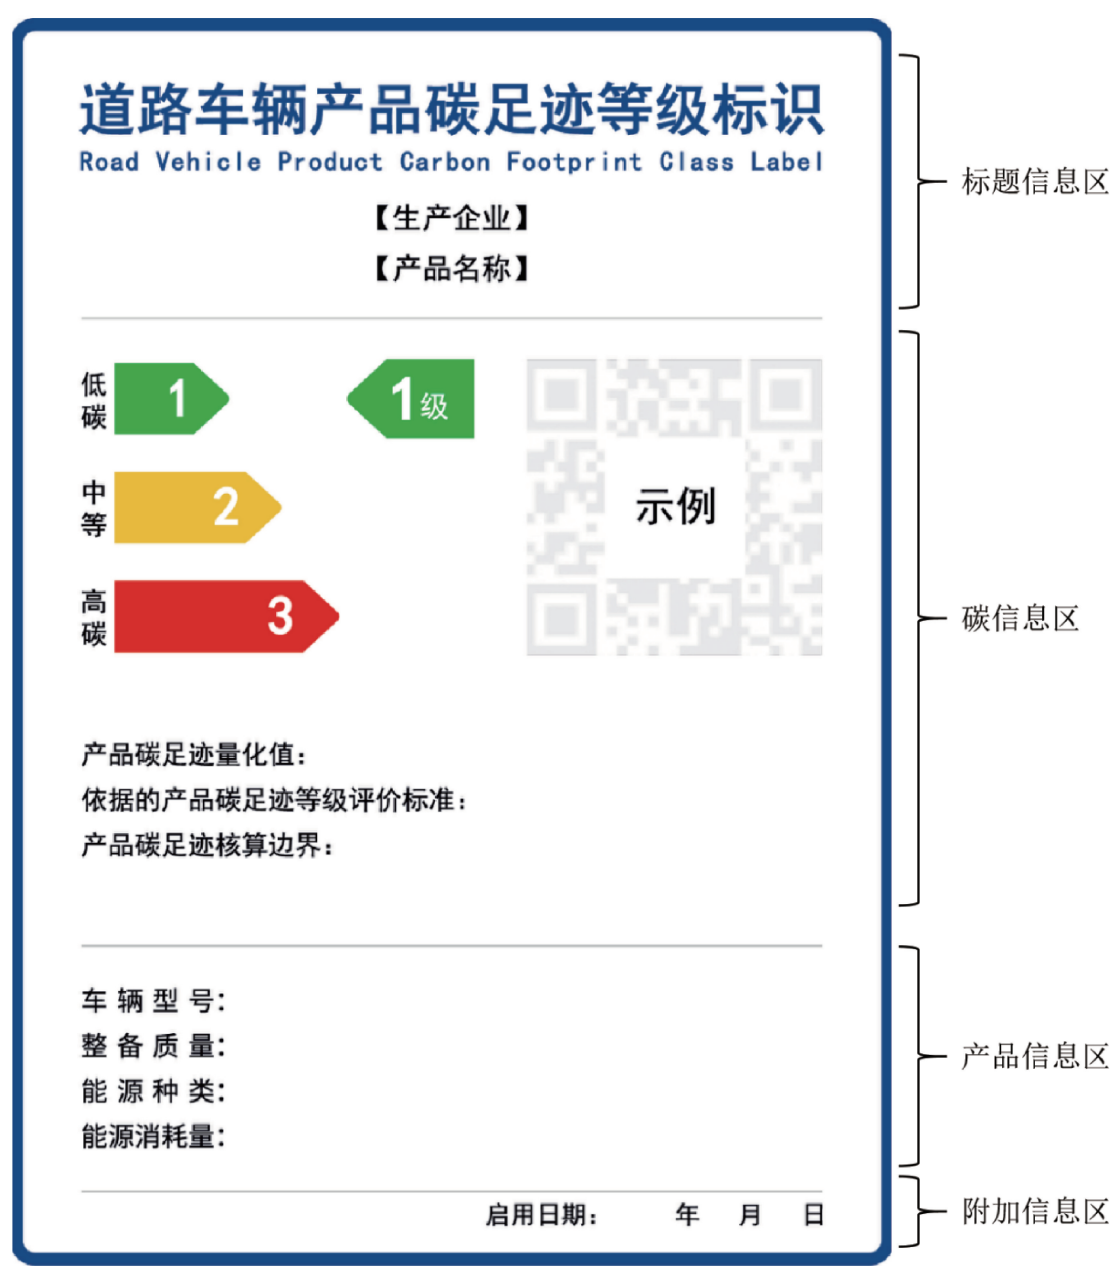 道路车辆产品碳足迹等级标识
Road Vehicle Product Carbon Footprint Class Label
【生产企业】
【产品名称】
标题信息区
低碳
1
1级
中等
2
示例
高碳
3
碳信息区
产品碳足迹量化值：
依据的产品碳足迹等级评价标准：
产品碳足迹核算边界：
车辆型号：
整备质量：
能源种类：
能源消耗量：
产品信息区
启用日期： 年 月 日
附加信息区